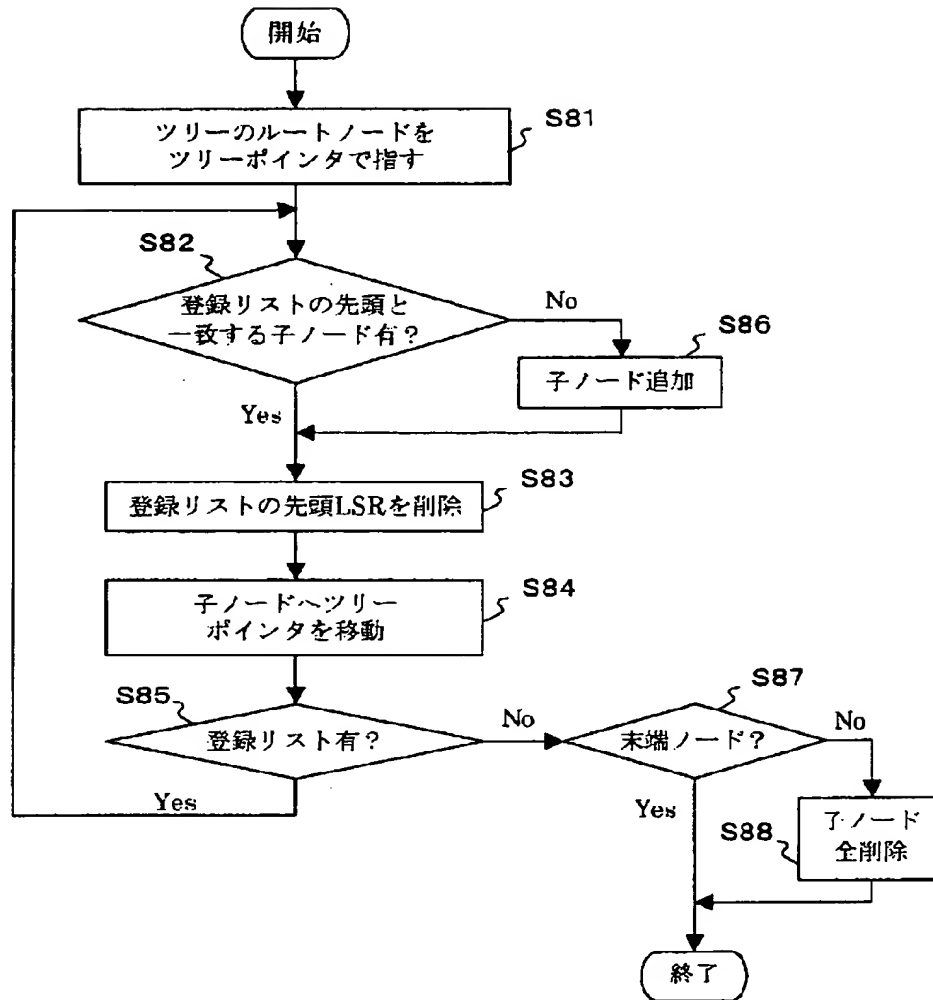 開始
S81
ツリーのルートノードを
ツリーポインタで指す
S82
登録リストの先頭と
一致する子ノード有?
No
S86
子ノード追加
Yes
S83
登録リストの先頭LSRを削除
S84
子ノードへツリー
ポインタを移動
S85
登録リスト有?
No
S87
末端ノード?
No
Yes
Yes
S88
子ノード
全削除
終了